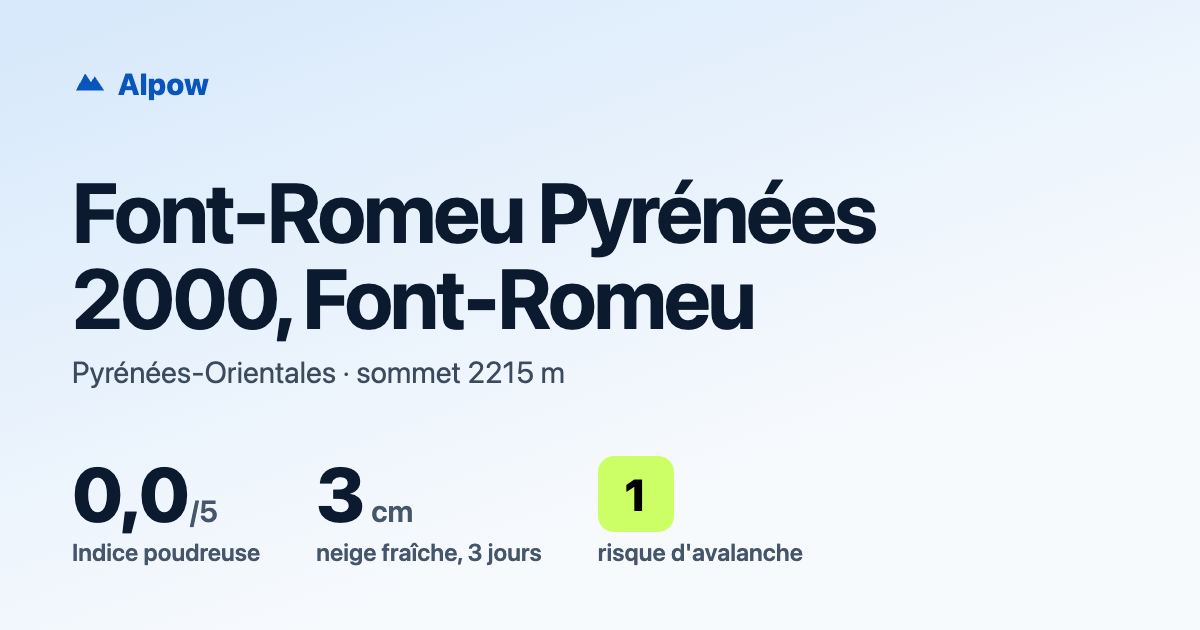 Alpow
Font-Romeu Pyrénées
2000, Font-Romeu
Pyrénées-Orientales · sommet 2215 m
0,0/5
Indice poudreuse
3 cm
neige fraîche, 3 jours
1
risque d'avalanche